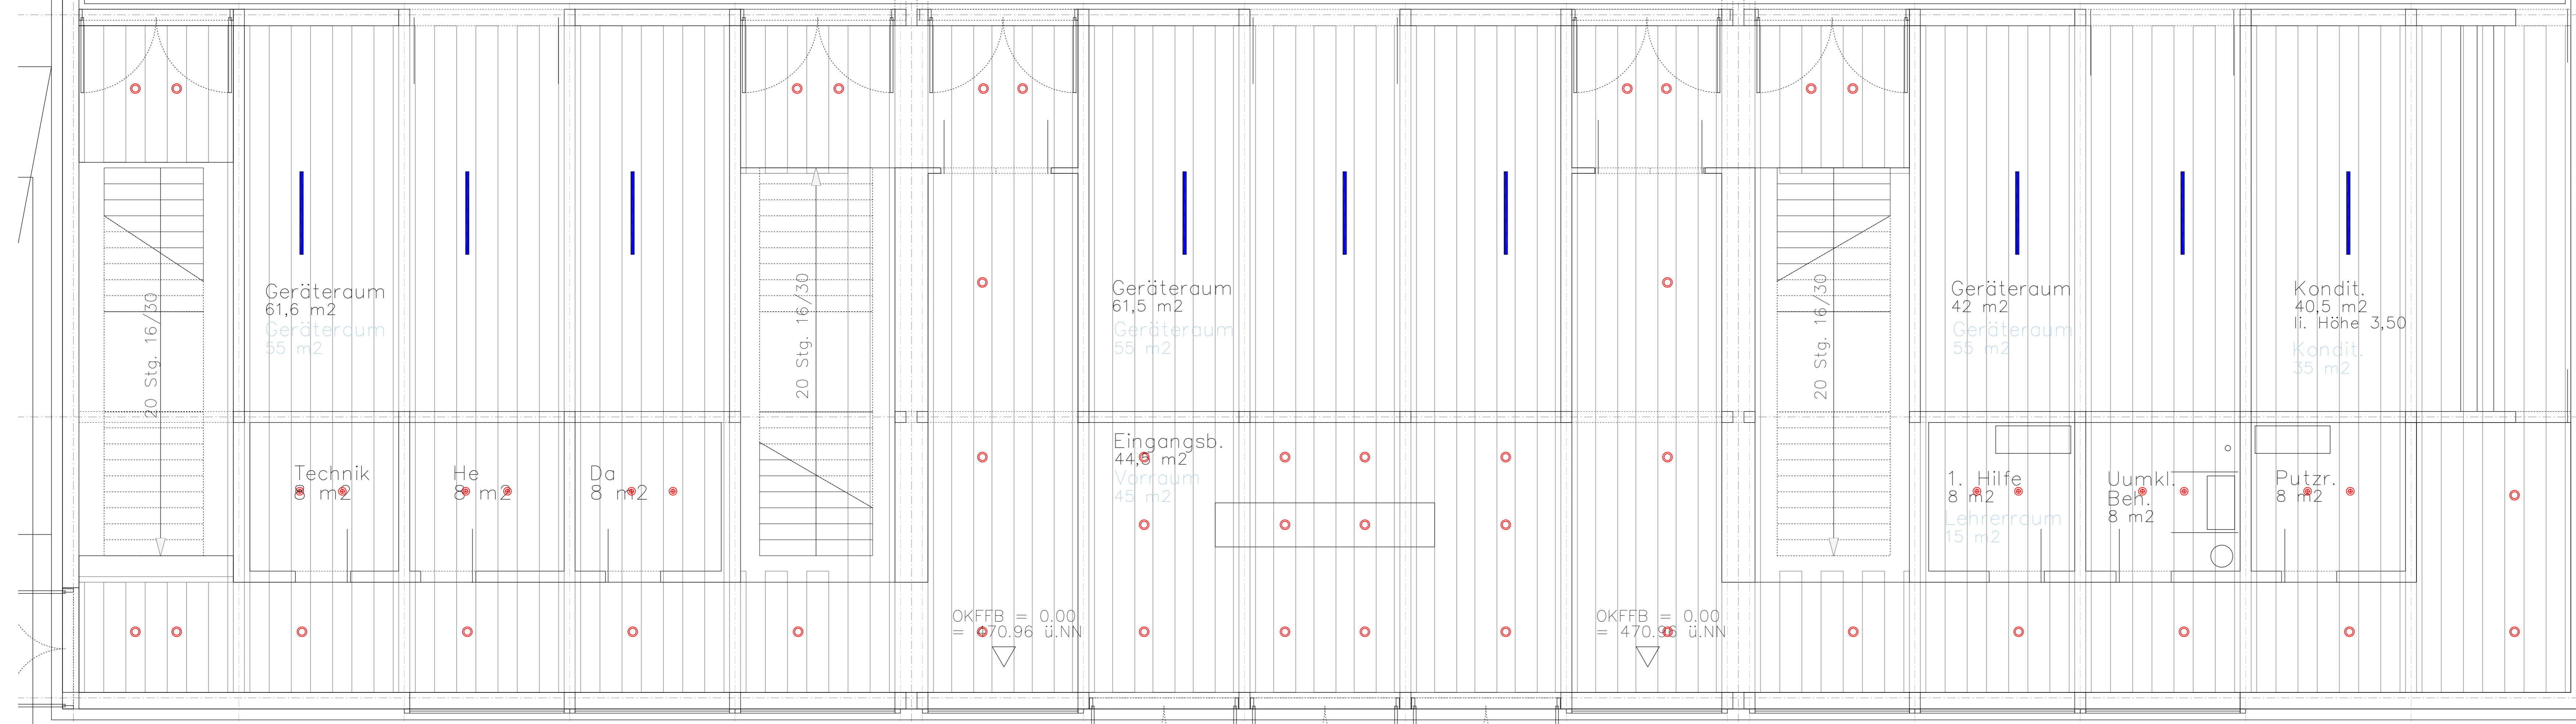 20 Stg. 16/30
Geräteraum
61,6 m2
Geräteraum
55 m2
Technik
8 m2
He
8 m2
Da
8 m2
20 Stg. 16/30
OKFFB = 0.00
= 470.96 ü.NN
Geräteraum
61,5 m2
Geräteraum
55 m2
Eingangsb.
44,5 m2
Vorraum
45 m2
OKFFB = 0.00
= 470.96 ü.NN
20 Stg. 16/30
Geräteraum
42 m2
Geräteraum
55 m2
Kondit.
40,5 m2
li. Höhe 3,50
Kondit.
35 m2
1. Hilfe
8 m2
Lehrerraum
15 m2
Uumkl.
Beh.
8 m2
Putzr.
8 m2